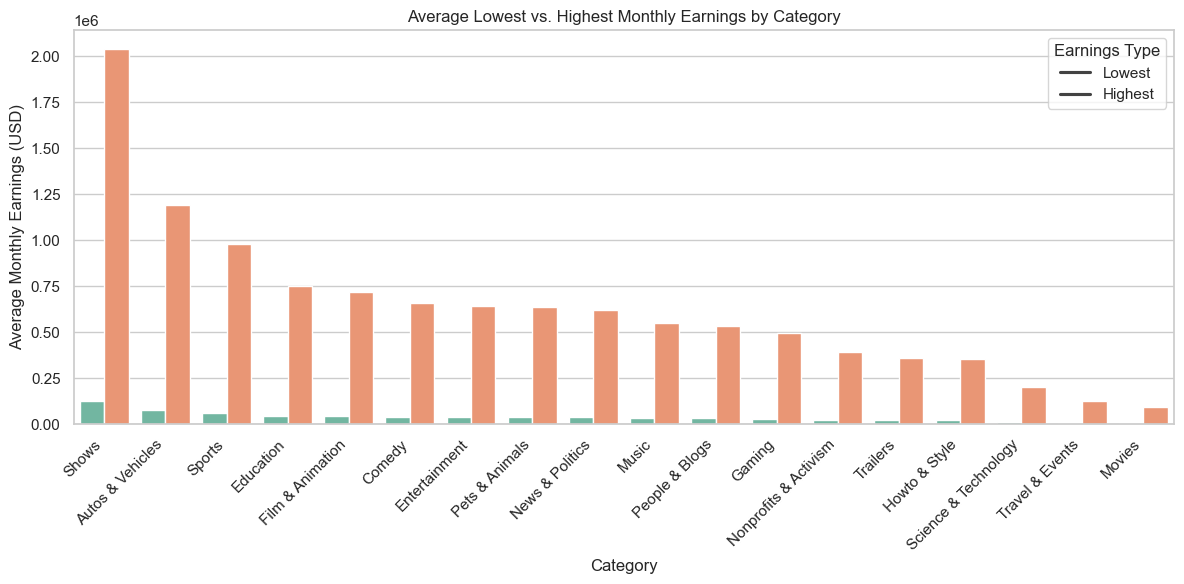 Average Lowest vs. Highest Monthly Earnings by Category
1e6
2.00
1.75
1.50
1.25
1.00
0.75
0.50
0.25
0.00
Average Monthly Earnings (USD)
Earnings Type
Lowest
Highest
Shows
Autos & Vehicles
Sports
Education
Film & Animation
Comedy
Entertainment
Pets & Animals
News & Politics
Music
People & Blogs
Gaming
Nonprofits & Activism
Trailers
Howto & Style
Science & Technology
Travel & Events
Movies
Category